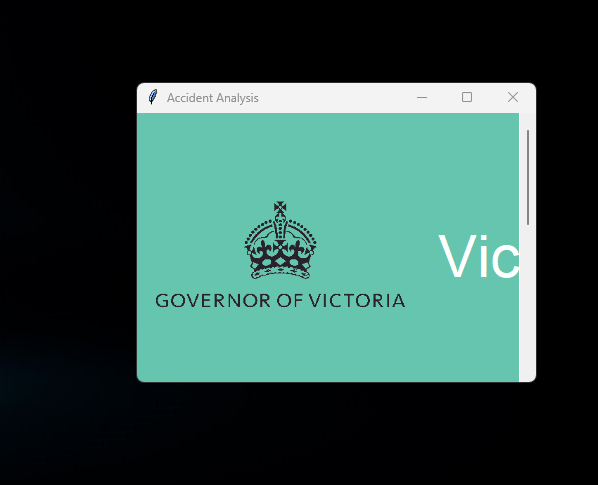 Accident Analysis
Vic
GOVERNOR OF VICTORIA